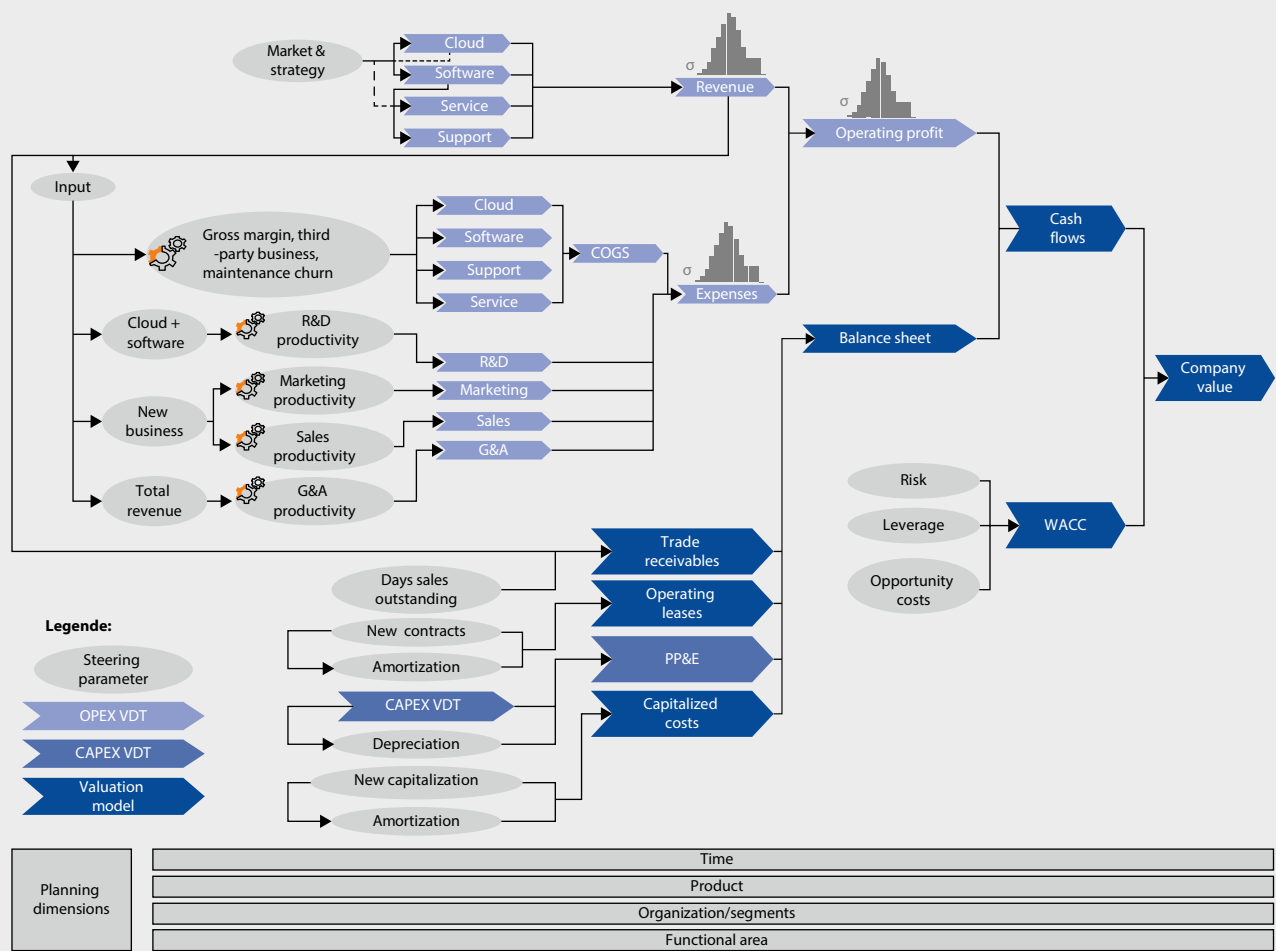 Market &
strategy
Cloud
Software
Service
Support
σ
Revenue
σ
Operating profit
Input
Gross margin, third
-party business,
maintenance churn
Cloud
Software
Support
Service
COGS
σ
Expenses
Cash
flows
Cloud +
software
R&D
productivity
R&D
Balance sheet
Company
value
New
business
Marketing
productivity
Marketing
Sales
productivity
Sales
G&A
Total
revenue
G&A
productivity
Risk
Leverage
Opportunity
costs
WACC
Trade
receivables
Days sales
outstanding
Operating
leases
New contracts
Amortization
PP&E
CAPEX VDT
Depreciation
Capitalized
costs
New capitalization
Amortization
Legende:
Steering
parameter
OPEX VDT
CAPEX VDT
Valuation
model
Planning
dimensions
Time
Product
Organization/segments
Functional area